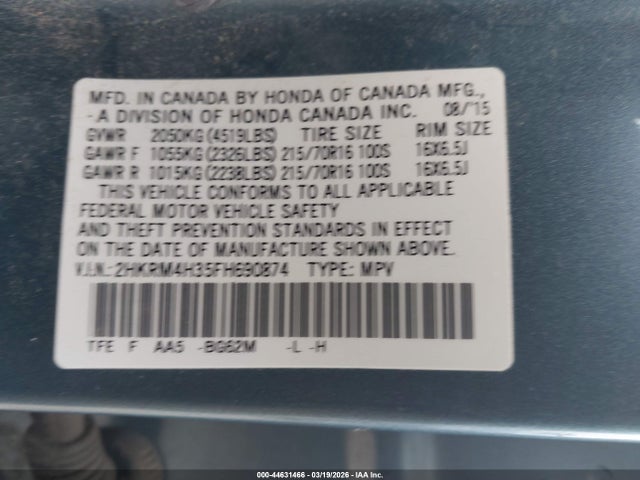 MFD. IN CANADA BY HONDA OF CANADA MFG.,
-A DIVISION OF HONDA CANADA INC. 08/'15
GVWR 2050KG(4519LBS) TIRE SIZE RIM SIZE
GAWR F 1055KG(2326LBS) 215/70R16 100S 16X6.5J
GAWR R 1015KG(2238LBS) 215/70R16 100S 16X6.5J
THIS VEHICLE CONFORMS TO ALL APPLICABLE
FEDERAL MOTOR VEHICLE SAFETY
AND THEFT PREVENTION STANDARDS IN EFFECT
ON THE DATE OF MANUFACTURE SHOWN ABOVE.
V.I.N.:2HKRM4H35FH690874 TYPE: MPV
TFE F AA5 -BG62M -L -H
000-44631466 - 03/19/2026 - IAA Inc.